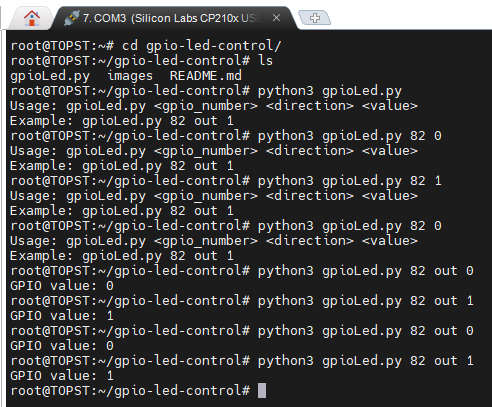 7. COM3 (Silicon Labs CP210x US
root@TOPST:~# cd gpio-led-control/
root@TOPST:~/gpio-led-control# ls
gpioLed.py  images  README.md
root@TOPST:~/gpio-led-control# python3 gpioLed.py
Usage: gpioLed.py <gpio_number> <direction> <value>
Example: gpioLed.py 82 out 1
root@TOPST:~/gpio-led-control# python3 gpioLed.py 82 0
Usage: gpioLed.py <gpio_number> <direction> <value>
Example: gpioLed.py 82 out 1
root@TOPST:~/gpio-led-control# python3 gpioLed.py 82 1
Usage: gpioLed.py <gpio_number> <direction> <value>
Example: gpioLed.py 82 out 1
root@TOPST:~/gpio-led-control# python3 gpioLed.py 82 0
Usage: gpioLed.py <gpio_number> <direction> <value>
Example: gpioLed.py 82 out 1
root@TOPST:~/gpio-led-control# python3 gpioLed.py 82 out 0
GPIO value: 0
root@TOPST:~/gpio-led-control# python3 gpioLed.py 82 out 1
GPIO value: 1
root@TOPST:~/gpio-led-control# python3 gpioLed.py 82 out 0
GPIO value: 0
root@TOPST:~/gpio-led-control# python3 gpioLed.py 82 out 1
GPIO value: 1
root@TOPST:~/gpio-led-control#